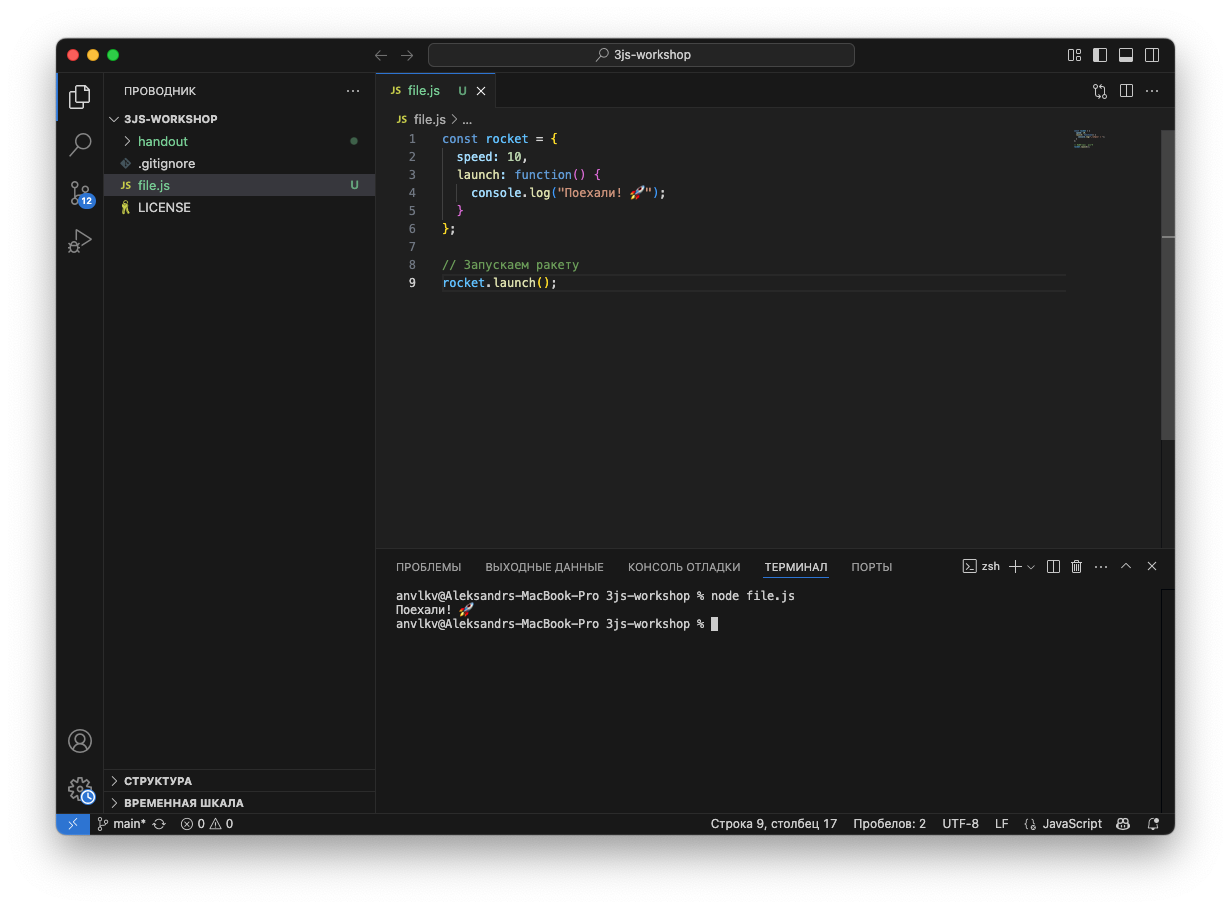 3js-workshop
ПРОВОДНИК
3JS-WORKSHOP
handout
.gitignore
JS file.js U
LICENSE
12
СТРУКТУРА
ВРЕМЕННАЯ ШКАЛА
JS file.js U
JS file.js > ...
1 const rocket = {
2 speed: 10,
3 launch: function() {
4 console.log("Поехали! 🚀");
5 }
6 };
7
8 // Запускаем ракету
9 rocket.launch();
ПРОБЛЕМЫ ВЫХОДНЫЕ ДАННЫЕ КОНСОЛЬ ОТЛАДКИ ТЕРМИНАЛ ПОРТЫ zsh
anvlkv@Aleksandrs-MacBook-Pro 3js-workshop % node file.js
Поехали! 🚀
anvlkv@Aleksandrs-MacBook-Pro 3js-workshop %
main* 0 0 Строка 9, столбец 17 Пробелов: 2 UTF-8 LF JavaScript